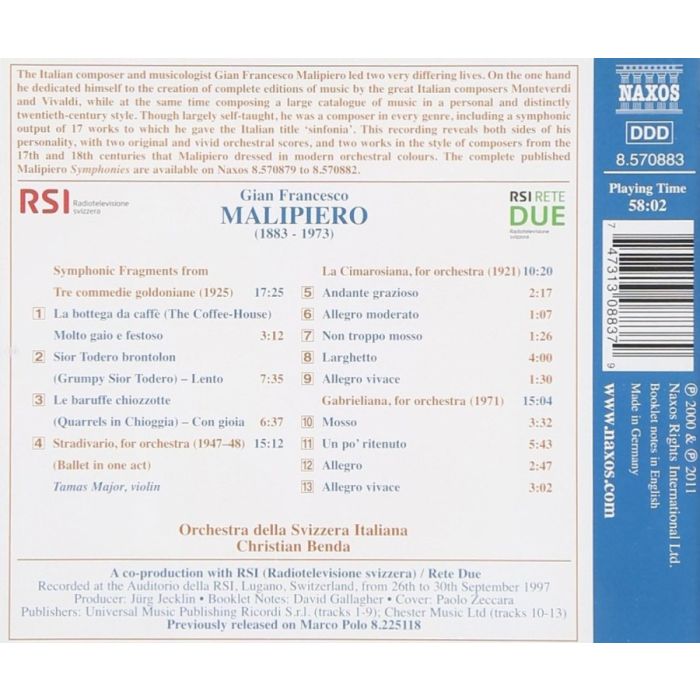 The Italian composer and musicologist Gian Francesco Malipiero led two very differing lives. On the one hand
he dedicated himself to the creation of complete editions of music by the great Italian composers Monteverdi
and Vivaldi, while at the same time composing a large catalogue of music in a personal and distinctly
twentieth-century style. Though largely self-taught, he was a composer in every genre, including a symphonic
output of 17 works to which he gave the Italian title ‘sinfonia’. This recording reveals both sides of his
personality, with two original and vivid orchestral scores, and two works in the style of composers from the
17th and 18th centuries that Malipiero dressed in modern orchestral colours. The complete published
Malipiero Symphonies are available on Naxos 8.570879 to 8.570882.
RSI Radiotelevisione
svizzera
Gian Francesco
MALIPIERO
(1883 - 1973)
RSI RETE
DUE
Radiotelevisione
svizzera
Symphonic Fragments from
Tre commedie goldoniane (1925) 17:25
1 La bottega da caffè (The Coffee-House)
Molto gaio e festoso 3:12
2 Sior Todero brontolon
(Grumpy Sior Todero) – Lento 7:35
3 Le baruffe chiozzotte
(Quarrels in Chioggia) – Con gioia 6:37
4 Stradivario, for orchestra (1947–48) 15:12
(Ballet in one act)
Tamas Major, violin
La Cimarosiana, for orchestra (1921) 10:20
5 Andante grazioso 2:17
6 Allegro moderato 1:07
7 Non troppo mosso 1:26
8 Larghetto 4:00
9 Allegro vivace 1:30
Gabrieliana, for orchestra (1971) 15:04
10 Mosso 3:32
11 Un po’ ritenuto 5:43
12 Allegro 2:47
13 Allegro vivace 3:02
Orchestra della Svizzera Italiana
Christian Benda
A co-production with RSI (Radiotelevisione svizzera) / Rete Due
Recorded at the Auditorio della RSI, Lugano, Switzerland, from 26th to 30th September 1997
Producer: Jürg Jecklin • Booklet Notes: David Gallagher • Cover: Paolo Zeccara
Publishers: Universal Music Publishing Ricordi S.r.l. (tracks 1-9); Chester Music Ltd (tracks 10-13)
Previously released on Marco Polo 8.225118
NAXOS
DDD
8.570883
Playing Time
58:02
7 47313 08837 9
℗ 2000 & ℗ 2011
Naxos Rights International Ltd.
Booklet notes in English
Made in Germany
www.naxos.com